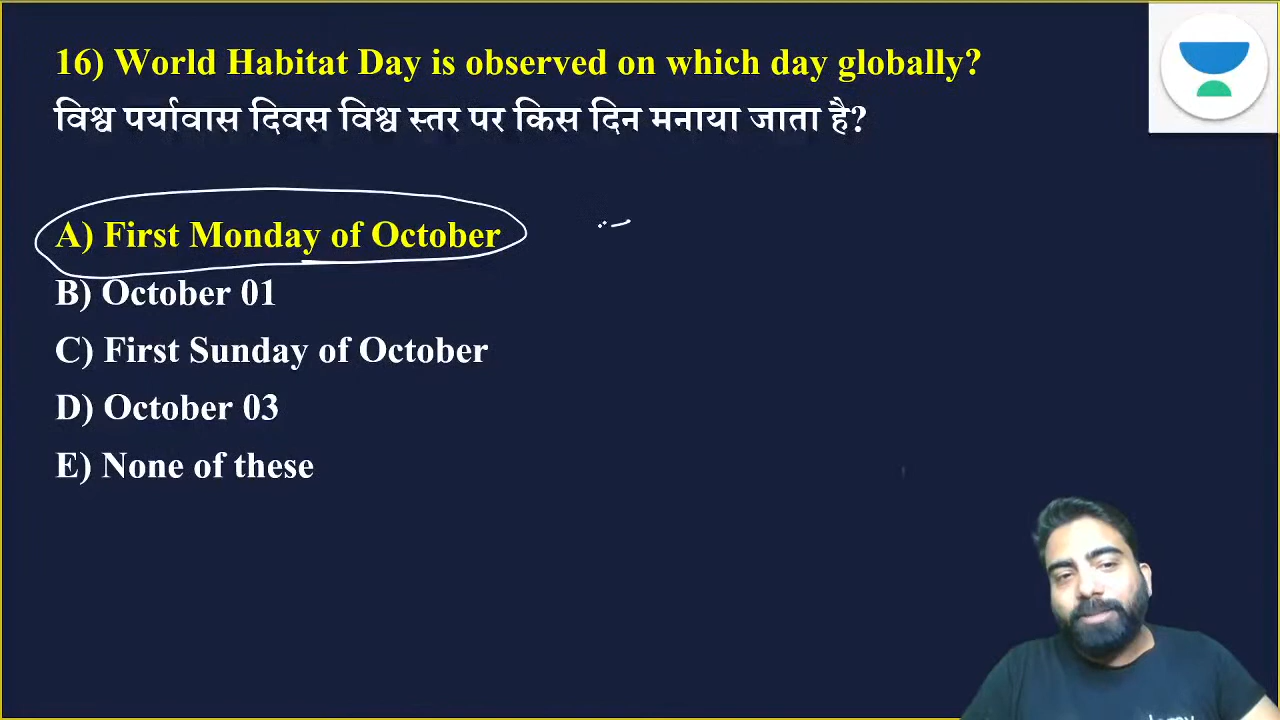 16) World Habitat Day is observed on which day globally?
विश्व पर्यावास दिवस विश्व स्तर पर किस दिन मनाया जाता है?
A) First Monday of October
B) October 01
C) First Sunday of October
D) October 03
E) None of these